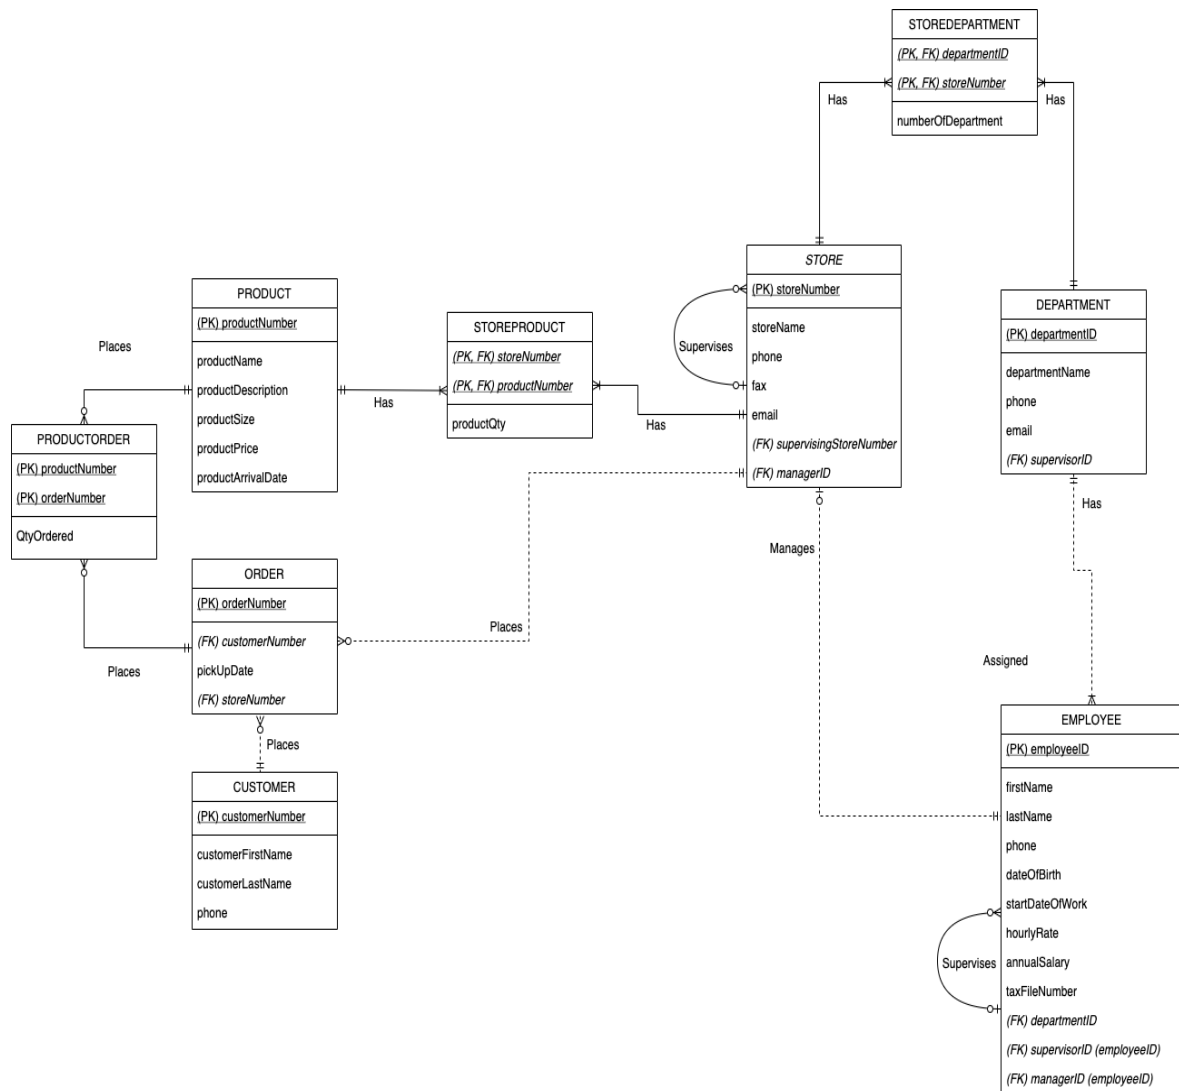 STOREDEPARTMENT
(PK, FK) departmentID
(PK, FK) storeNumber
numberOfDepartment
Has
Has
STORE
(PK) storeNumber
storeName
phone
fax
email
(FK) supervisingStoreNumber
(FK) managerID
Supervises
DEPARTMENT
(PK) departmentID
departmentName
phone
email
(FK) supervisorID
Has
PRODUCT
(PK) productNumber
productName
productDescription
productSize
productPrice
productArrivalDate
Places
STOREPRODUCT
(PK, FK) storeNumber
(PK, FK) productNumber
productQty
Has
Has
PRODUCTORDER
(PK) productNumber
(PK) orderNumber
QtyOrdered
Places
ORDER
(PK) orderNumber
(FK) customerNumber
pickUpDate
(FK) storeNumber
Places
Manages
Places
CUSTOMER
(PK) customerNumber
customerFirstName
customerLastName
phone
Assigned
EMPLOYEE
(PK) employeeID
firstName
lastName
phone
dateOfBirth
startDateOfWork
hourlyRate
annualSalary
taxFileNumber
(FK) departmentID
(FK) supervisorID (employeeID)
(FK) managerID (employeeID)
Supervises